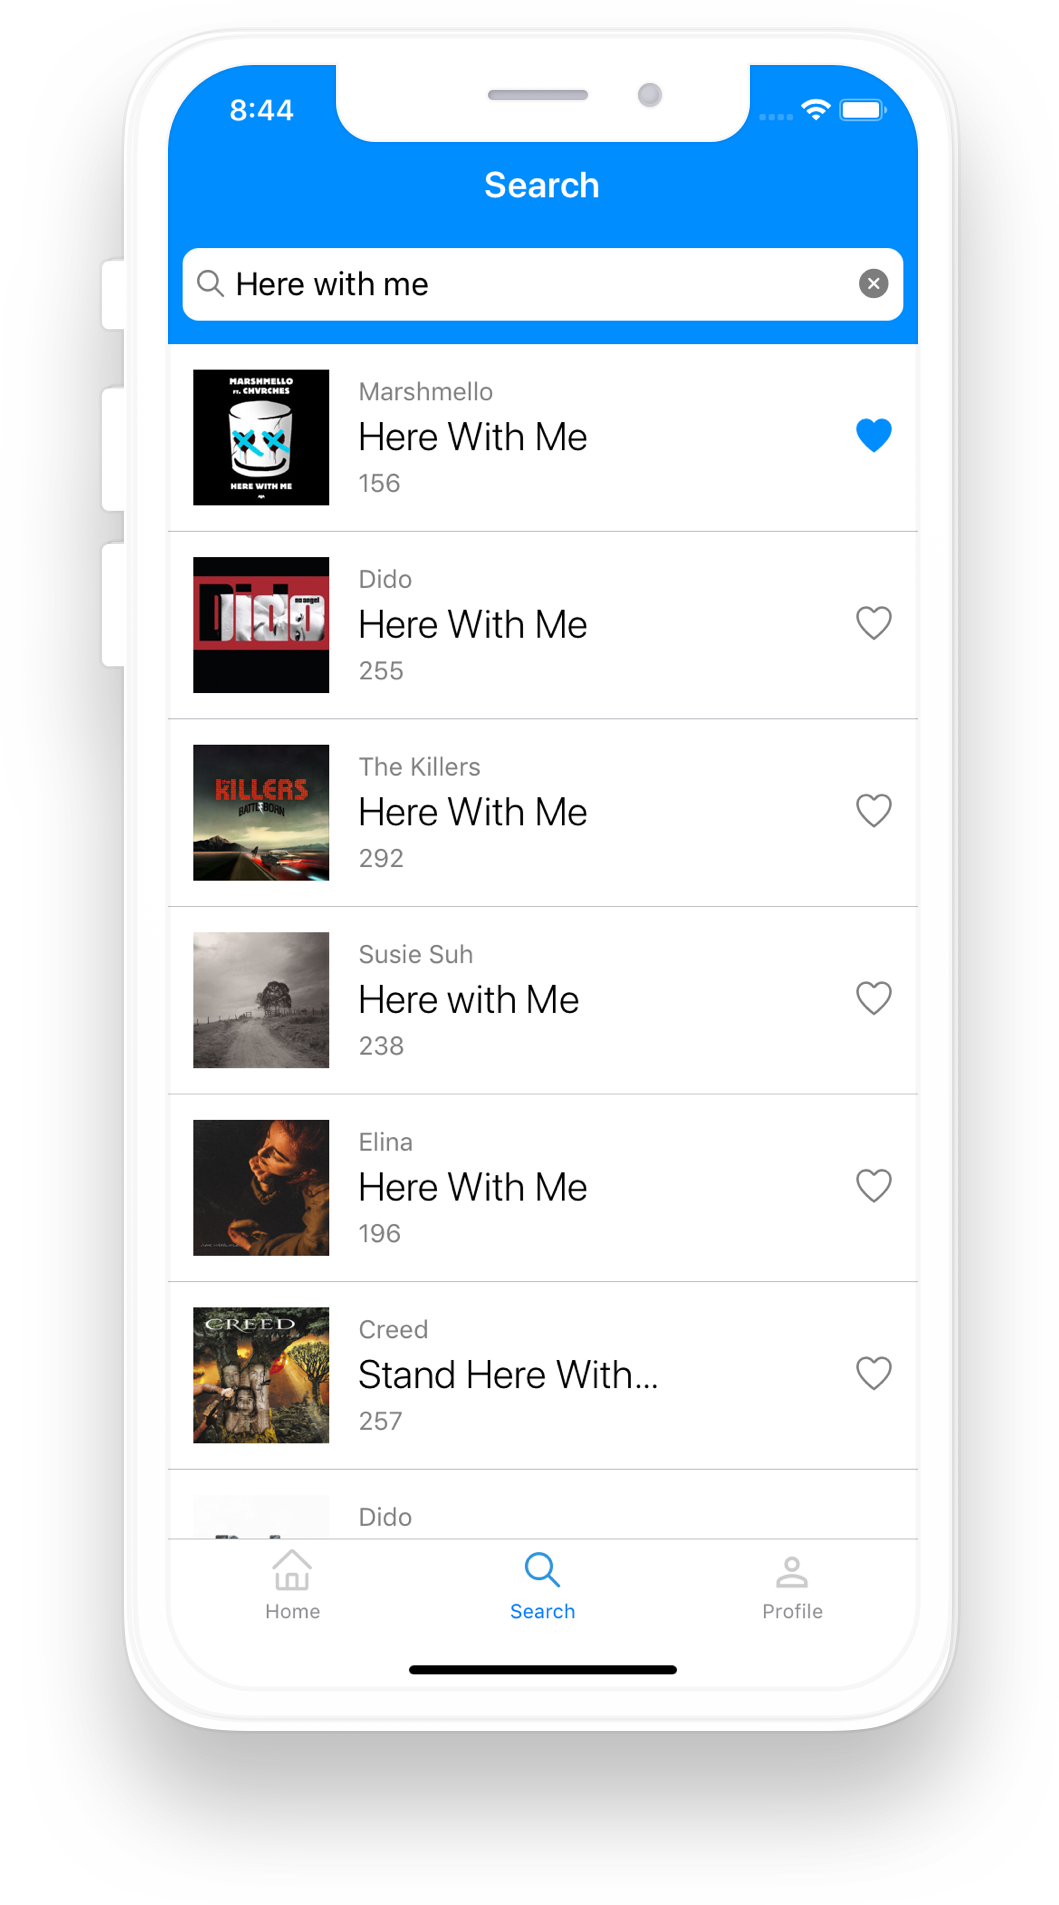 8:44
Search
Here with me
MARSHMELLO
FT. CHVRCHES
HERE WITH ME
Marshmello
Here With Me
156
Dido
no angel
Dido
Here With Me
255
the
KILLERS
BATTLE BORN
The Killers
Here With Me
292
Susie Suh
Here with Me
238
Elina
Here With Me
196
CREED
Creed
Stand Here With...
257
Dido
Home
Search
Profile